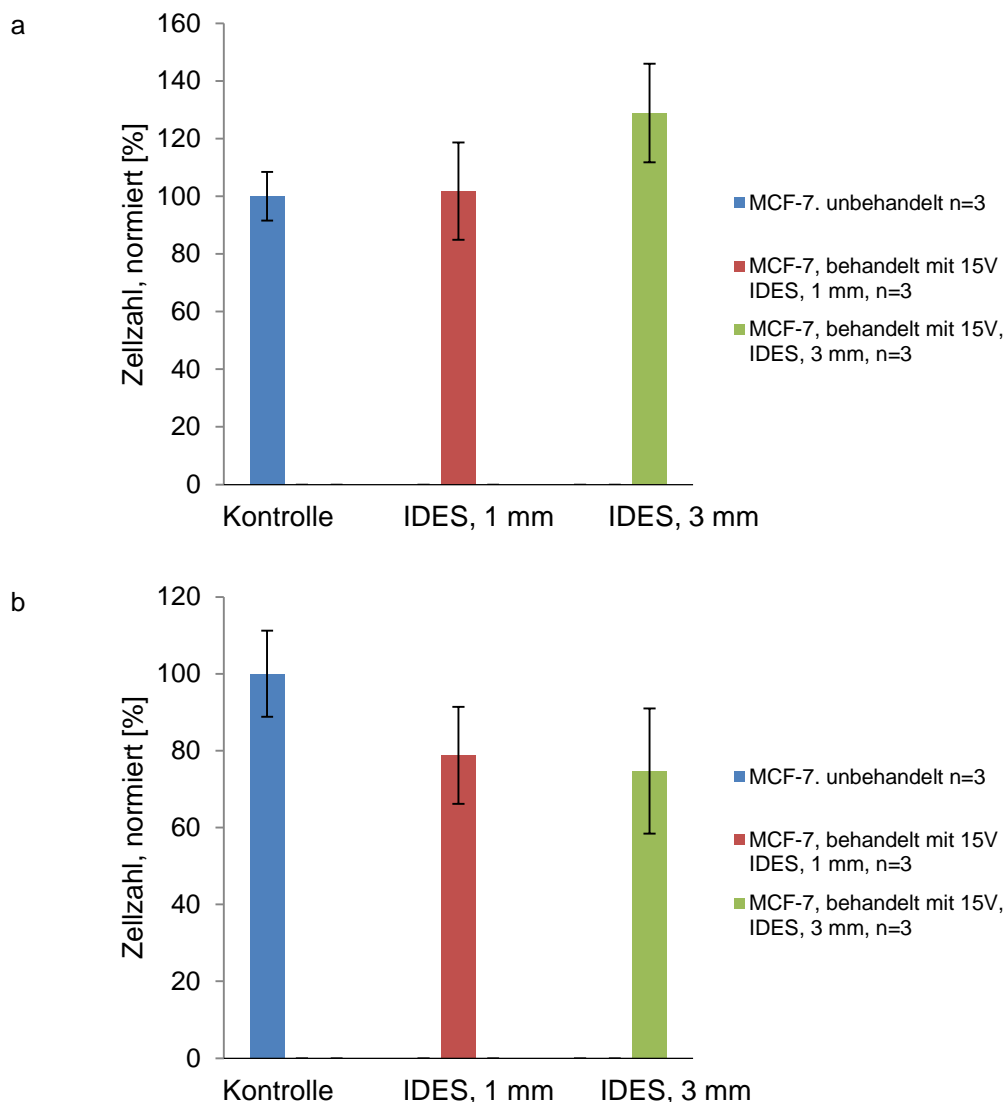 a
Zellzahl, normiert [%]
160
140
120
100
80
60
40
20
0
Kontrolle IDES, 1 mm IDES, 3 mm
MCF-7. unbehandelt n=3
MCF-7, behandelt mit 15V
IDES, 1 mm, n=3
MCF-7, behandelt mit 15V,
IDES, 3 mm, n=3
b
Zellzahl, normiert [%]
120
100
80
60
40
20
0
Kontrolle IDES, 1 mm IDES, 3 mm
MCF-7. unbehandelt n=3
MCF-7, behandelt mit 15V
IDES, 1 mm, n=3
MCF-7, behandelt mit 15V,
IDES, 3 mm, n=3